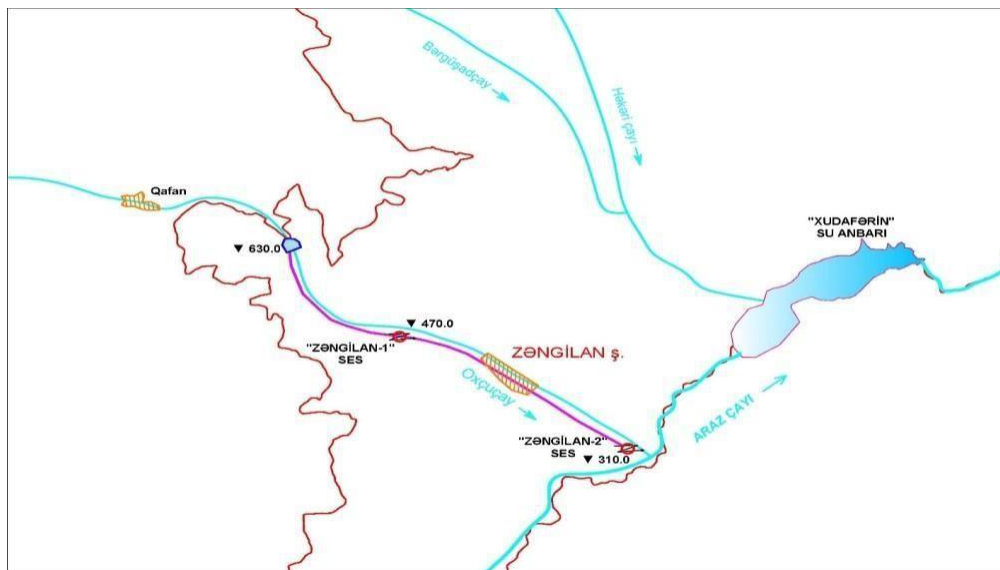 Bərgüşadçay
Həkəri çayı
Qafan
"XUDAFƏRİN"
SU ANBARI
▼ 630.0
▼ 470.0
"ZƏNGİLAN-1"
SES
ZƏNGİLAN ş.
Oxçuçay
ARAZ ÇAYI
"ZƏNGİLAN-2"
SES
▼ 310.0